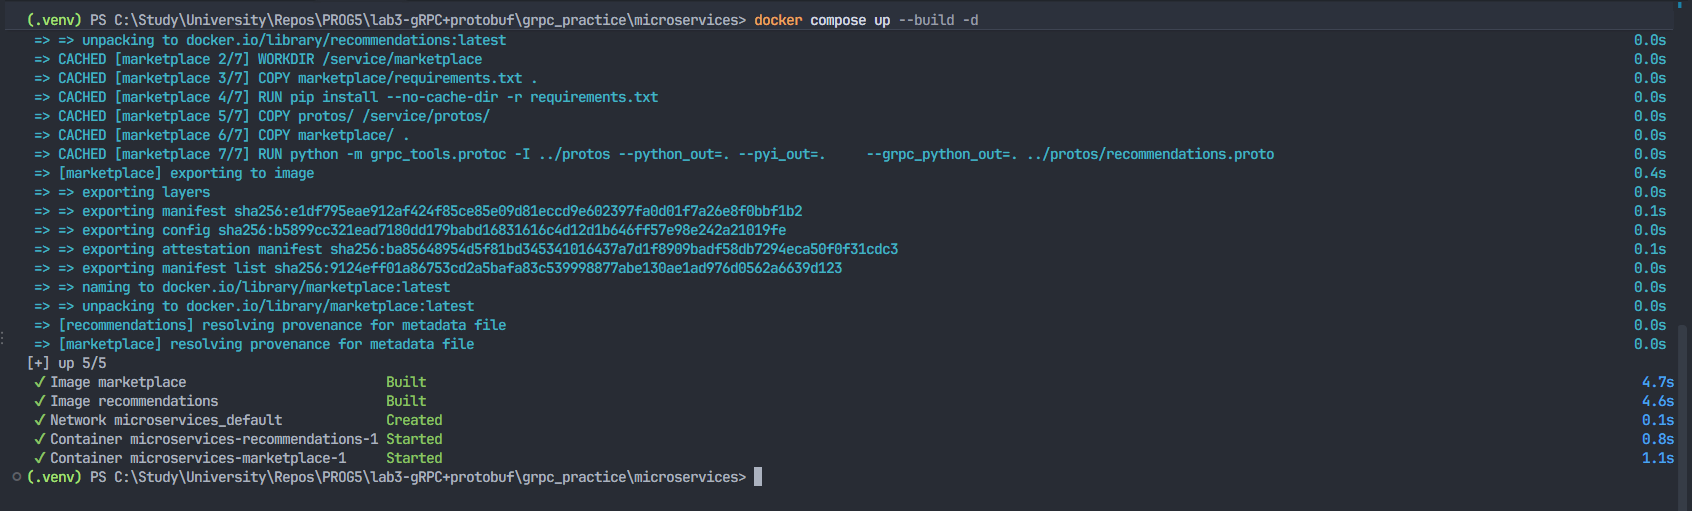 (.venv) PS C:\Study\University\Repos\PROG5\lab3-gRPC+protobuf\grpc_practice\microservices> docker compose up --build -d
=> => unpacking to docker.io/library/recommendations:latest 0.0s
=> CACHED [marketplace 2/7] WORKDIR /service/marketplace 0.0s
=> CACHED [marketplace 3/7] COPY marketplace/requirements.txt . 0.0s
=> CACHED [marketplace 4/7] RUN pip install --no-cache-dir -r requirements.txt 0.0s
=> CACHED [marketplace 5/7] COPY protos/ /service/protos/ 0.0s
=> CACHED [marketplace 6/7] COPY marketplace/ . 0.0s
=> CACHED [marketplace 7/7] RUN python -m grpc_tools.protoc -I ../protos --python_out=. --pyi_out=.     --grpc_python_out=. ../protos/recommendations.proto 0.0s
=> [marketplace] exporting to image 0.4s
=> => exporting layers 0.0s
=> => exporting manifest sha256:e1df795eae912af424f85ce85e09d81eccd9e602397fa0d01f7a26e8f0bbf1b2 0.1s
=> => exporting config sha256:b5899cc321ead7180dd179babd16831616c4d12d1b646ff57e98e242a21019fe 0.0s
=> => exporting attestation manifest sha256:ba85648954d5f81bd345341016437a7d1f8909badf58db7294eca50f0f31cdc3 0.1s
=> => exporting manifest list sha256:9124eff01a86753cd2a5bafa83c539998877abe130ae1ad976d0562a6639d123 0.0s
=> => naming to docker.io/library/marketplace:latest 0.0s
=> => unpacking to docker.io/library/marketplace:latest 0.0s
=> [recommendations] resolving provenance for metadata file 0.0s
=> [marketplace] resolving provenance for metadata file 0.0s
[+] up 5/5
✓ Image marketplace Built 4.7s
✓ Image recommendations Built 4.6s
✓ Network microservices_default Created 0.1s
✓ Container microservices-recommendations-1 Started 0.8s
✓ Container microservices-marketplace-1 Started 1.1s
(.venv) PS C:\Study\University\Repos\PROG5\lab3-gRPC+protobuf\grpc_practice\microservices>